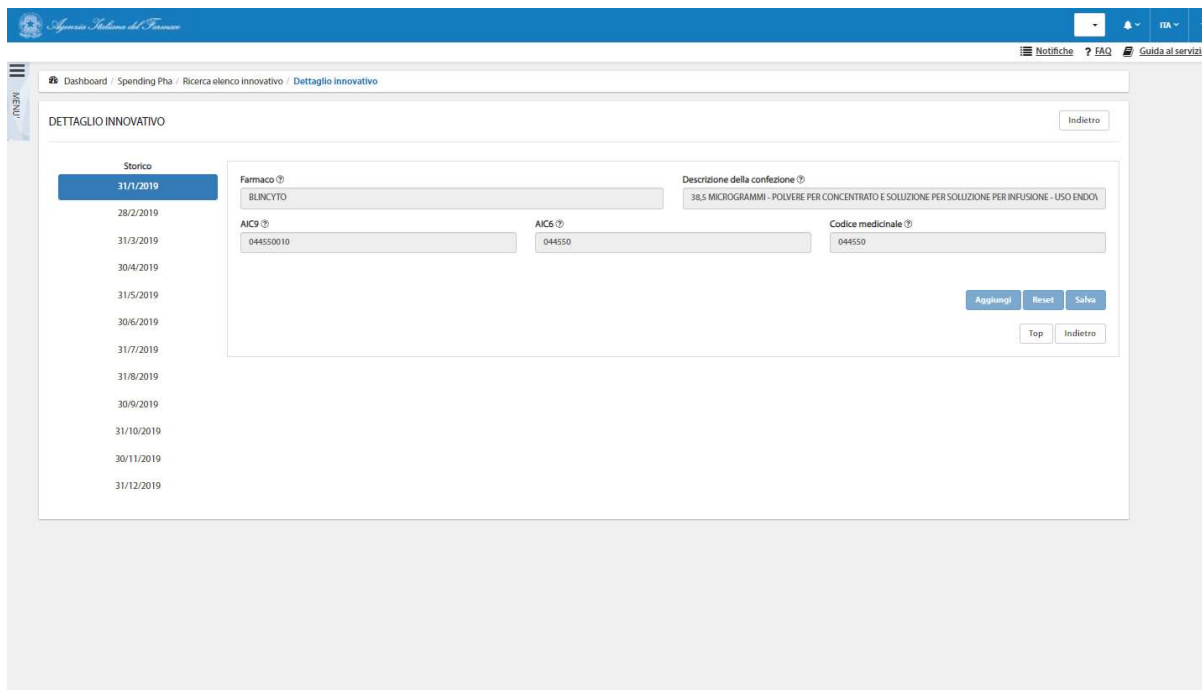 Agenzia Italiana del Farmaco
ITA
Notifiche ? FAQ Guida al servizi
MENU'
Dashboard / Spending Pha / Ricerca elenco innovativo / Dettaglio innovativo
DETTAGLIO INNOVATIVO
Indietro
Storico
31/1/2019
28/2/2019
31/3/2019
30/4/2019
31/5/2019
30/6/2019
31/7/2019
31/8/2019
30/9/2019
31/10/2019
30/11/2019
31/12/2019
Farmaco ?
BLINCYTO
Descrizione della confezione ?
38,5 MICROGRAMMI - POLVERE PER CONCENTRATO E SOLUZIONE PER SOLUZIONE PER INFUSIONE - USO ENDOV
AIC9 ?
044550010
AIC6 ?
044550
Codice medicinale ?
044550
Aggiungi Reset Salva
Top Indietro